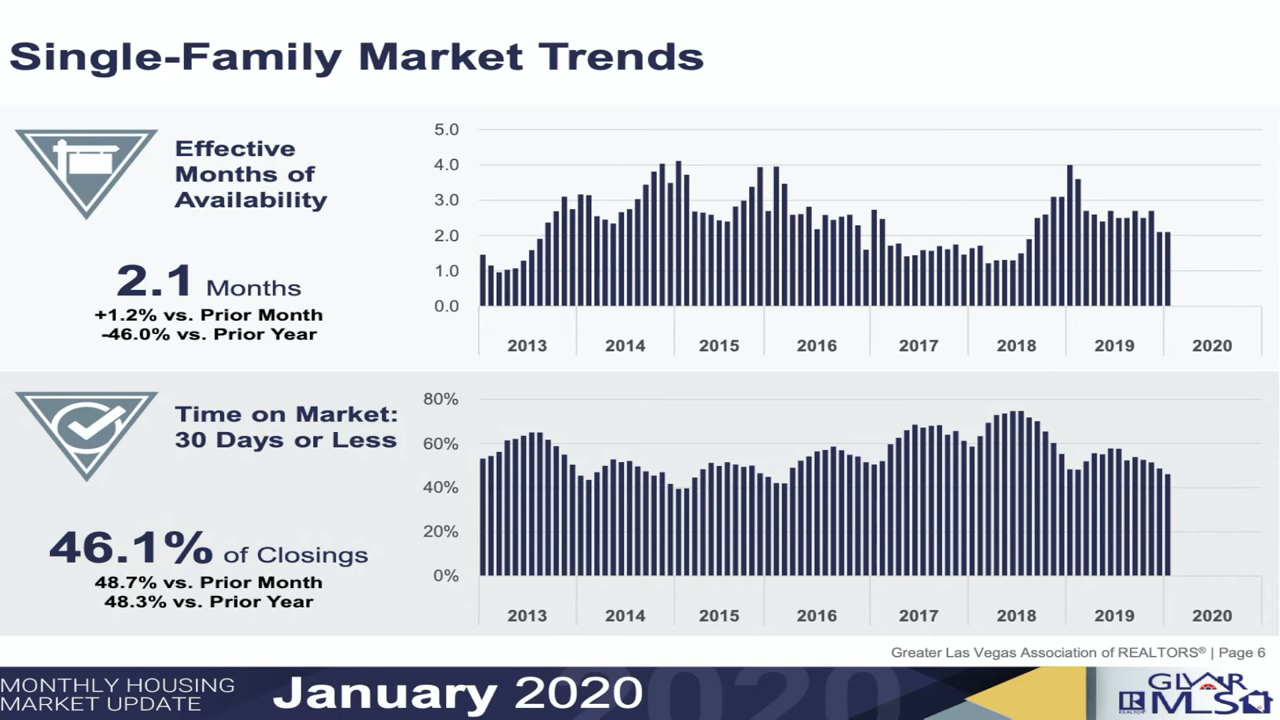 Single-Family Market Trends
Effective
Months of
Availability
2.1 Months
+1.2% vs. Prior Month
-46.0% vs. Prior Year
5.0
4.0
3.0
2.0
1.0
0.0
2013 2014 2015 2016 2017 2018 2019 2020
Time on Market:
30 Days or Less
46.1% of Closings
48.7% vs. Prior Month
48.3% vs. Prior Year
80%
60%
40%
20%
0%
2013 2014 2015 2016 2017 2018 2019 2020
Greater Las Vegas Association of REALTORS® | Page 6
MONTHLY HOUSING
MARKET UPDATE
January 2020
2020
GLVAR
REALTOR
MLS